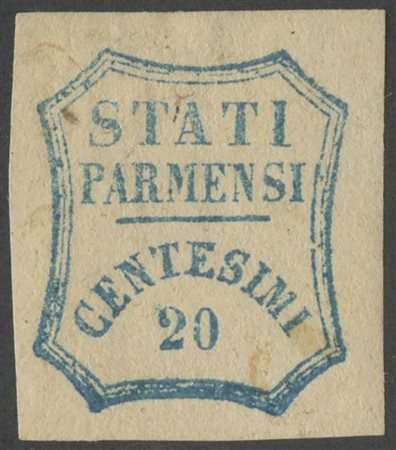 STATI
PARMENSI
CENTESIMI
20